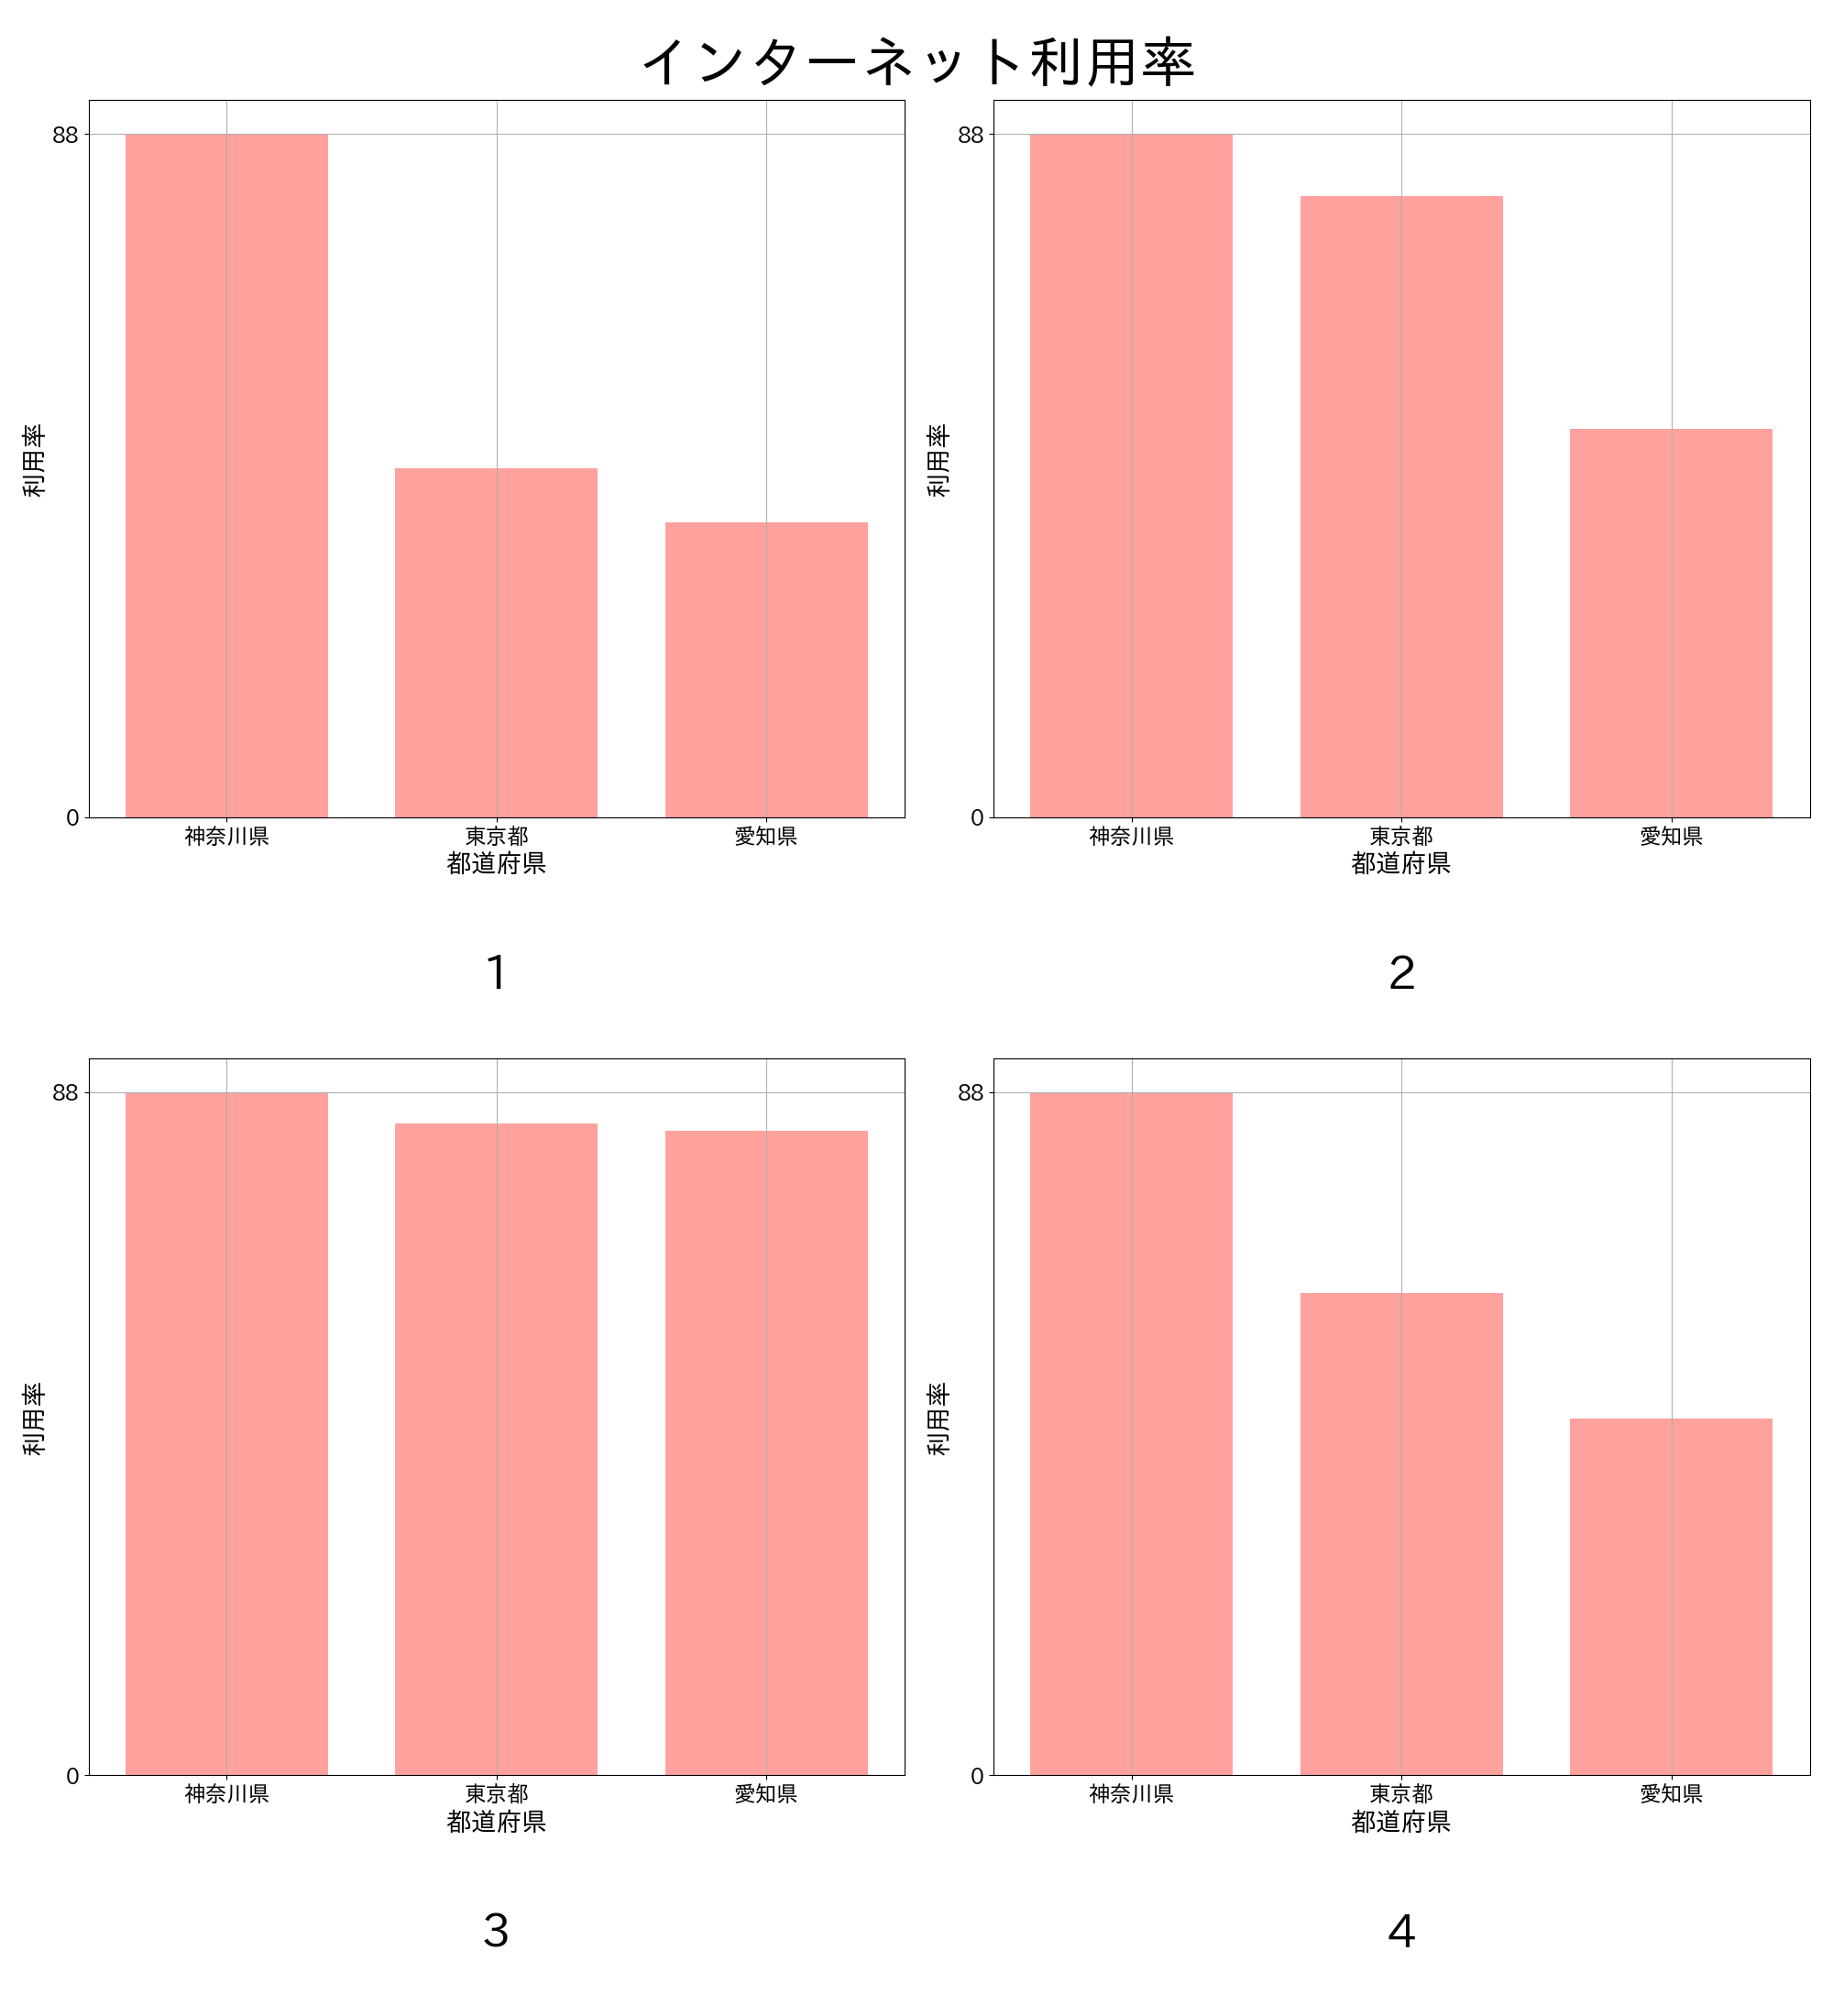 インターネット利用率
88
0
利用率
神奈川県 東京都 愛知県
都道府県
1
88
0
利用率
神奈川県 東京都 愛知県
都道府県
2
88
0
利用率
神奈川県 東京都 愛知県
都道府県
3
88
0
利用率
神奈川県 東京都 愛知県
都道府県
4